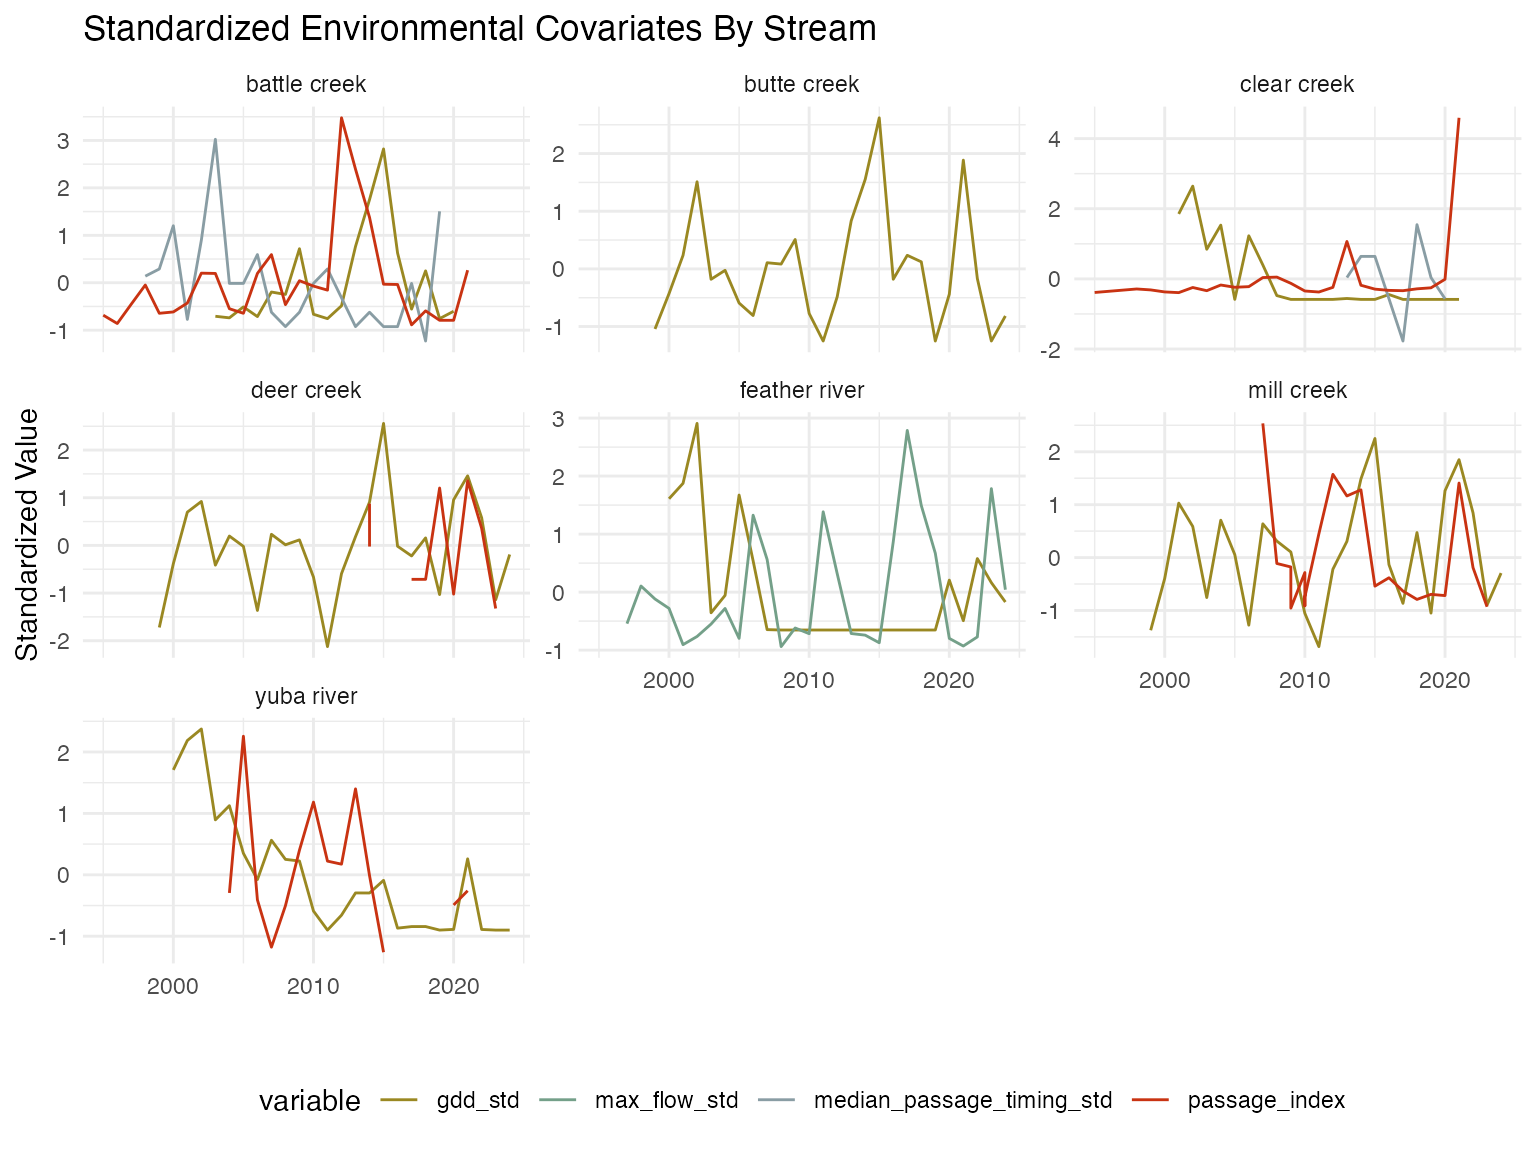 Standardized Environmental Covariates By Stream
battle creek
butte creek
clear creek
3
2
1
0
-1
2
1
0
-1
4
2
0
-2
deer creek
feather river
mill creek
Standardized Value
2
1
0
-1
-2
3
2
1
0
-1
2
1
0
-1
2000 2010 2020
2000 2010 2020
yuba river
2
1
0
-1
2000 2010 2020
variable gdd_std max_flow_std median_passage_timing_std passage_index